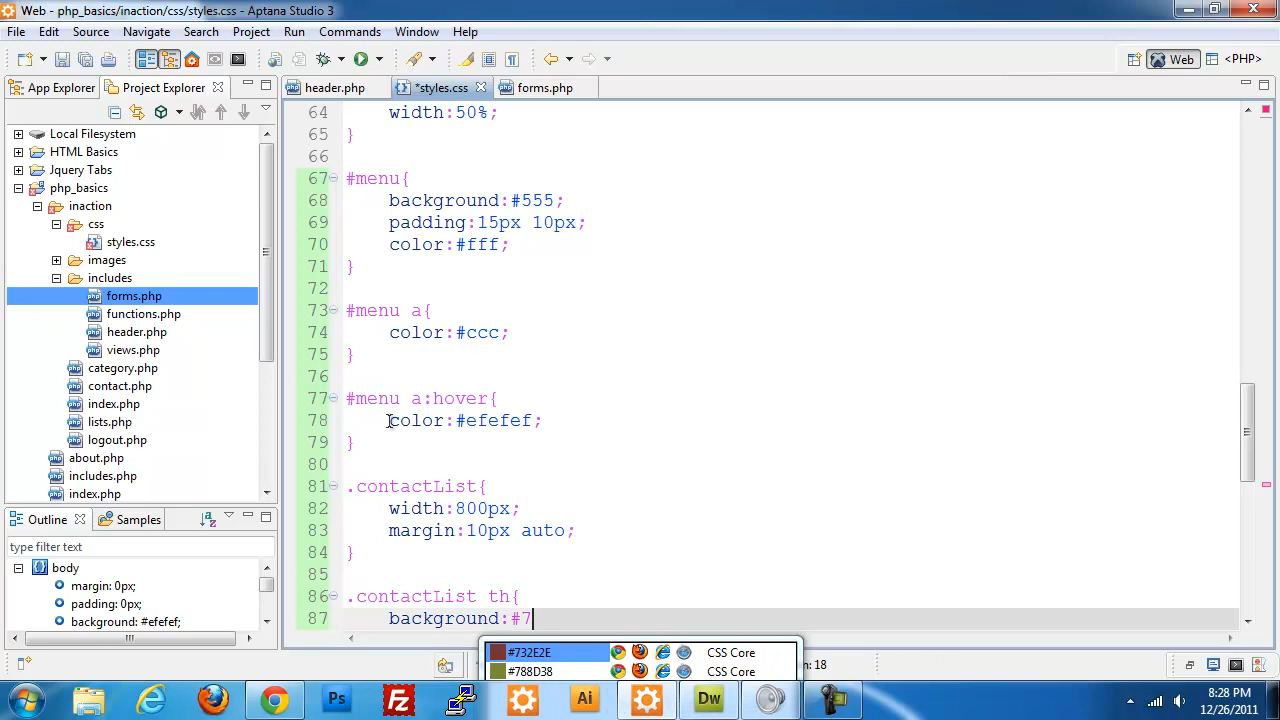 Web - php_basics/inaction/css/styles.css - Aptana Studio 3
File Edit Source Navigate Search Project Run Commands Window Help
Web <PHP>
App Explorer Project Explorer
header.php *styles.css forms.php
Local Filesystem
HTML Basics
Jquery Tabs
php_basics
inaction
css
styles.css
images
includes
forms.php
functions.php
header.php
views.php
category.php
contact.php
index.php
lists.php
logout.php
about.php
includes.php
index.php
Outline Samples
type filter text
body
margin: 0px;
padding: 0px;
background: #efefef;
64 width:50%;
65 }
66
67 #menu{
68 background:#555;
69 padding:15px 10px;
70 color:#fff;
71 }
72
73 #menu a{
74 color:#ccc;
75 }
76
77 #menu a:hover{
78 color:#efefef;
79 }
80
81 .contactList{
82 width:800px;
83 margin:10px auto;
84 }
85
86 .contactList th{
87 background:#7
#732E2E CSS Core
#788D38 CSS Core
: 18
Ps Fz Ai Dw
8:28 PM
12/26/2011